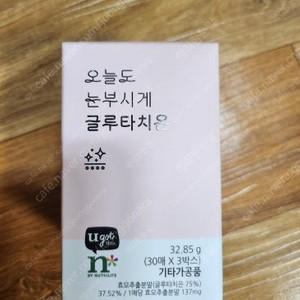 오늘도
눈부시게
글루타치온
ugot
n*
BY NUTRILITE
32.85 g
(30매 X 3박스)
기타가공품
효모추출분말(글루타치온 75%)
37.52% / 1매당 효모추출분말 137mg